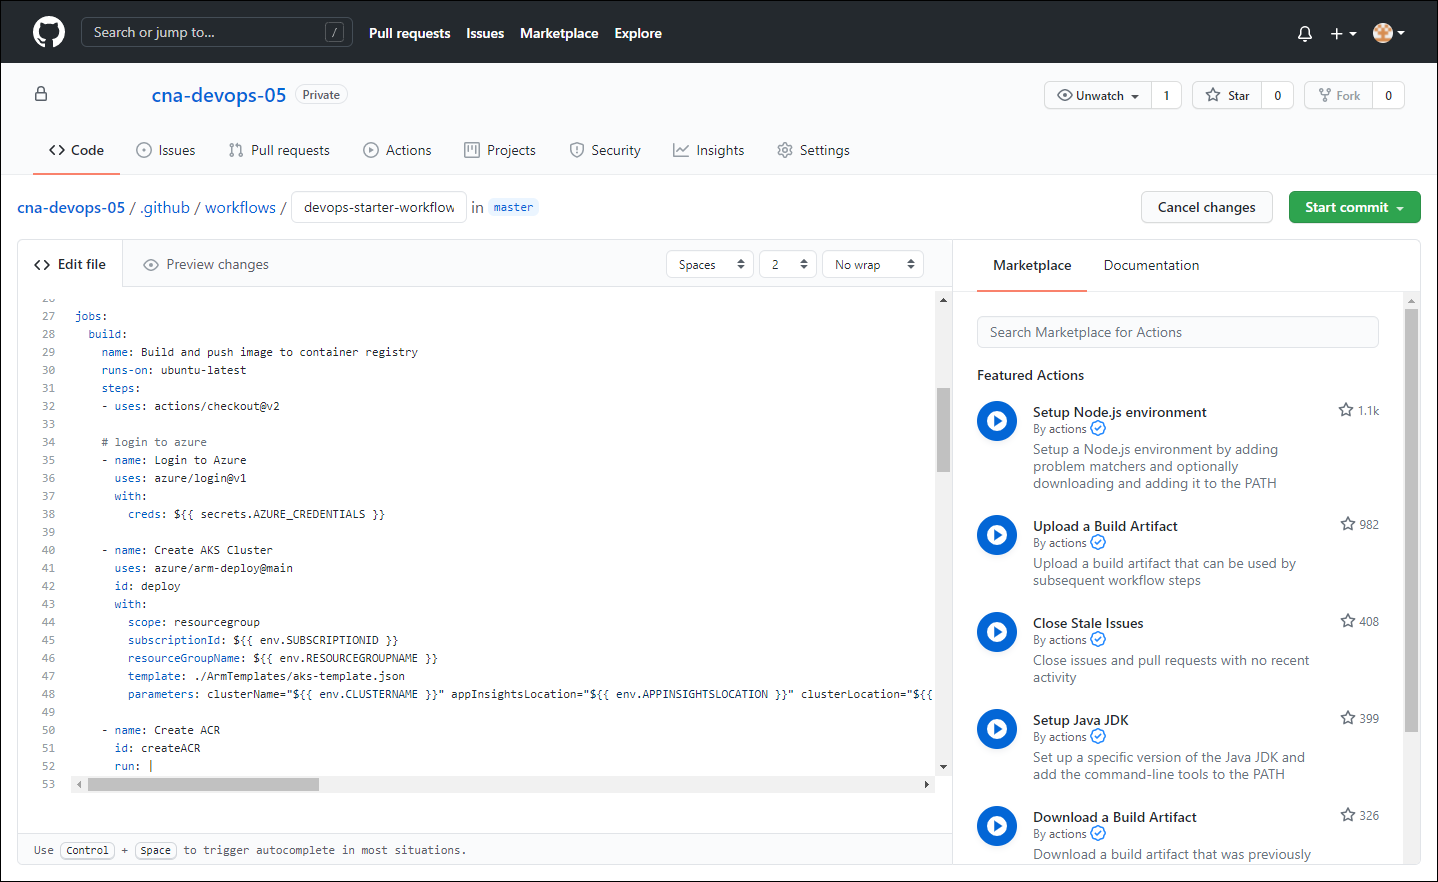 Search or jump to... /
Pull requests Issues Marketplace Explore
cna-devops-05 Private
Unwatch 1 Star 0 Fork 0
Code Issues Pull requests Actions Projects Security Insights Settings
cna-devops-05 / .github / workflows / devops-starter-workflow in master
Cancel changes Start commit
Edit file Preview changes Spaces 2 No wrap
27 jobs:
28 build:
29 name: Build and push image to container registry
30 runs-on: ubuntu-latest
31 steps:
32 - uses: actions/checkout@v2
33
34 # login to azure
35 - name: Login to Azure
36 uses: azure/login@v1
37 with:
38 creds: ${{ secrets.AZURE_CREDENTIALS }}
39
40 - name: Create AKS Cluster
41 uses: azure/arm-deploy@main
42 id: deploy
43 with:
44 scope: resourcegroup
45 subscriptionId: ${{ env.SUBSCRIPTIONID }}
46 resourceGroupName: ${{ env.RESOURCEGROUPNAME }}
47 template: ./ArmTemplates/aks-template.json
48 parameters: clusterName="${{ env.CLUSTERNAME }}" appInsightsLocation="${{ env.APPINSIGHTSLOCATION }}" clusterLocation="${{
49
50 - name: Create ACR
51 id: createACR
52 run: |
53
Use Control + Space to trigger autocomplete in most situations.
Marketplace Documentation
Search Marketplace for Actions
Featured Actions
Setup Node.js environment 1.1k
By actions
Setup a Node.js environment by adding
problem matchers and optionally
downloading and adding it to the PATH
Upload a Build Artifact 982
By actions
Upload a build artifact that can be used by
subsequent workflow steps
Close Stale Issues 408
By actions
Close issues and pull requests with no recent
activity
Setup Java JDK 399
By actions
Set up a specific version of the Java JDK and
add the command-line tools to the PATH
Download a Build Artifact 326
By actions
Download a build artifact that was previously